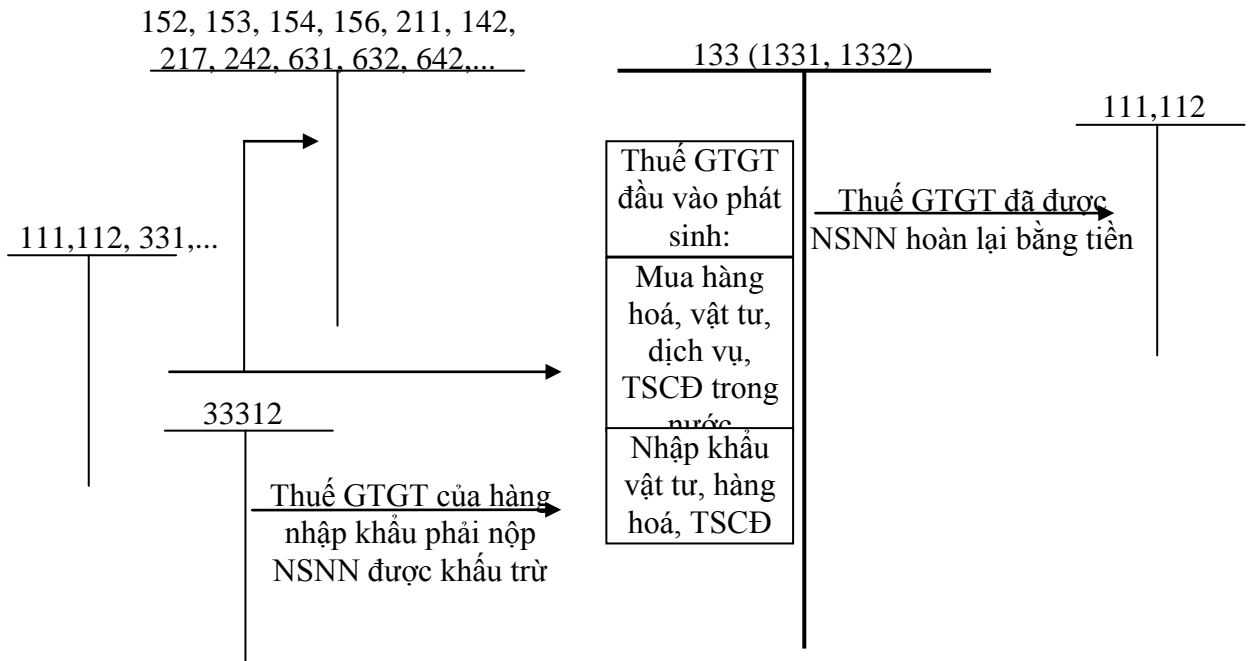 152, 153, 154, 156, 211, 142,
217, 242, 631, 632, 642,...
133 (1331, 1332)
111,112
Thuế GTGT
đầu vào phát
sinh:
Thuế GTGT đã được
NSNN hoàn lại bằng tiền
111,112, 331,...
Mua hàng
hoá, vật tư,
dịch vụ,
TSCĐ trong
nước
33312
Nhập khẩu
vật tư, hàng
hoá, TSCĐ
Thuế GTGT của hàng
nhập khẩu phải nộp
NSNN được khấu trừ